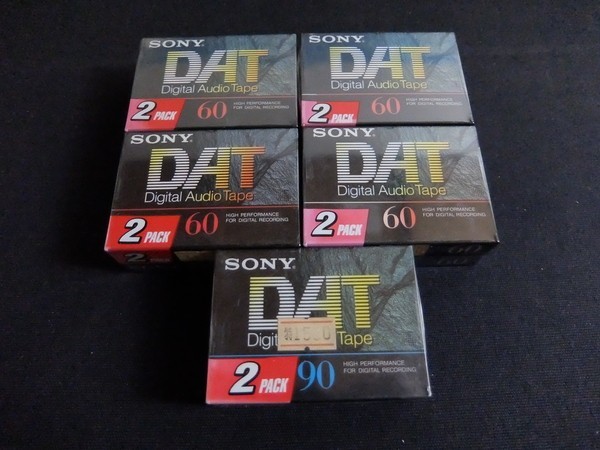 SONY
DAT
Digital Audio Tape
2 PACK
60
HIGH PERFORMANCE
FOR DIGITAL RECORDING
SONY
DAT
Digital Audio Tape
2 PACK
60
HIGH PERFORMANCE
FOR DIGITAL RECORDING
SONY
DAT
Digital Audio Tape
2 PACK
60
HIGH PERFORMANCE
FOR DIGITAL RECORDING
SONY
DAT
Digital Audio Tape
2 PACK
60
HIGH PERFORMANCE
FOR DIGITAL RECORDING
SONY
DAT
Tape
2 PACK
90
HIGH PERFORMANCE
FOR DIGITAL RECORDING